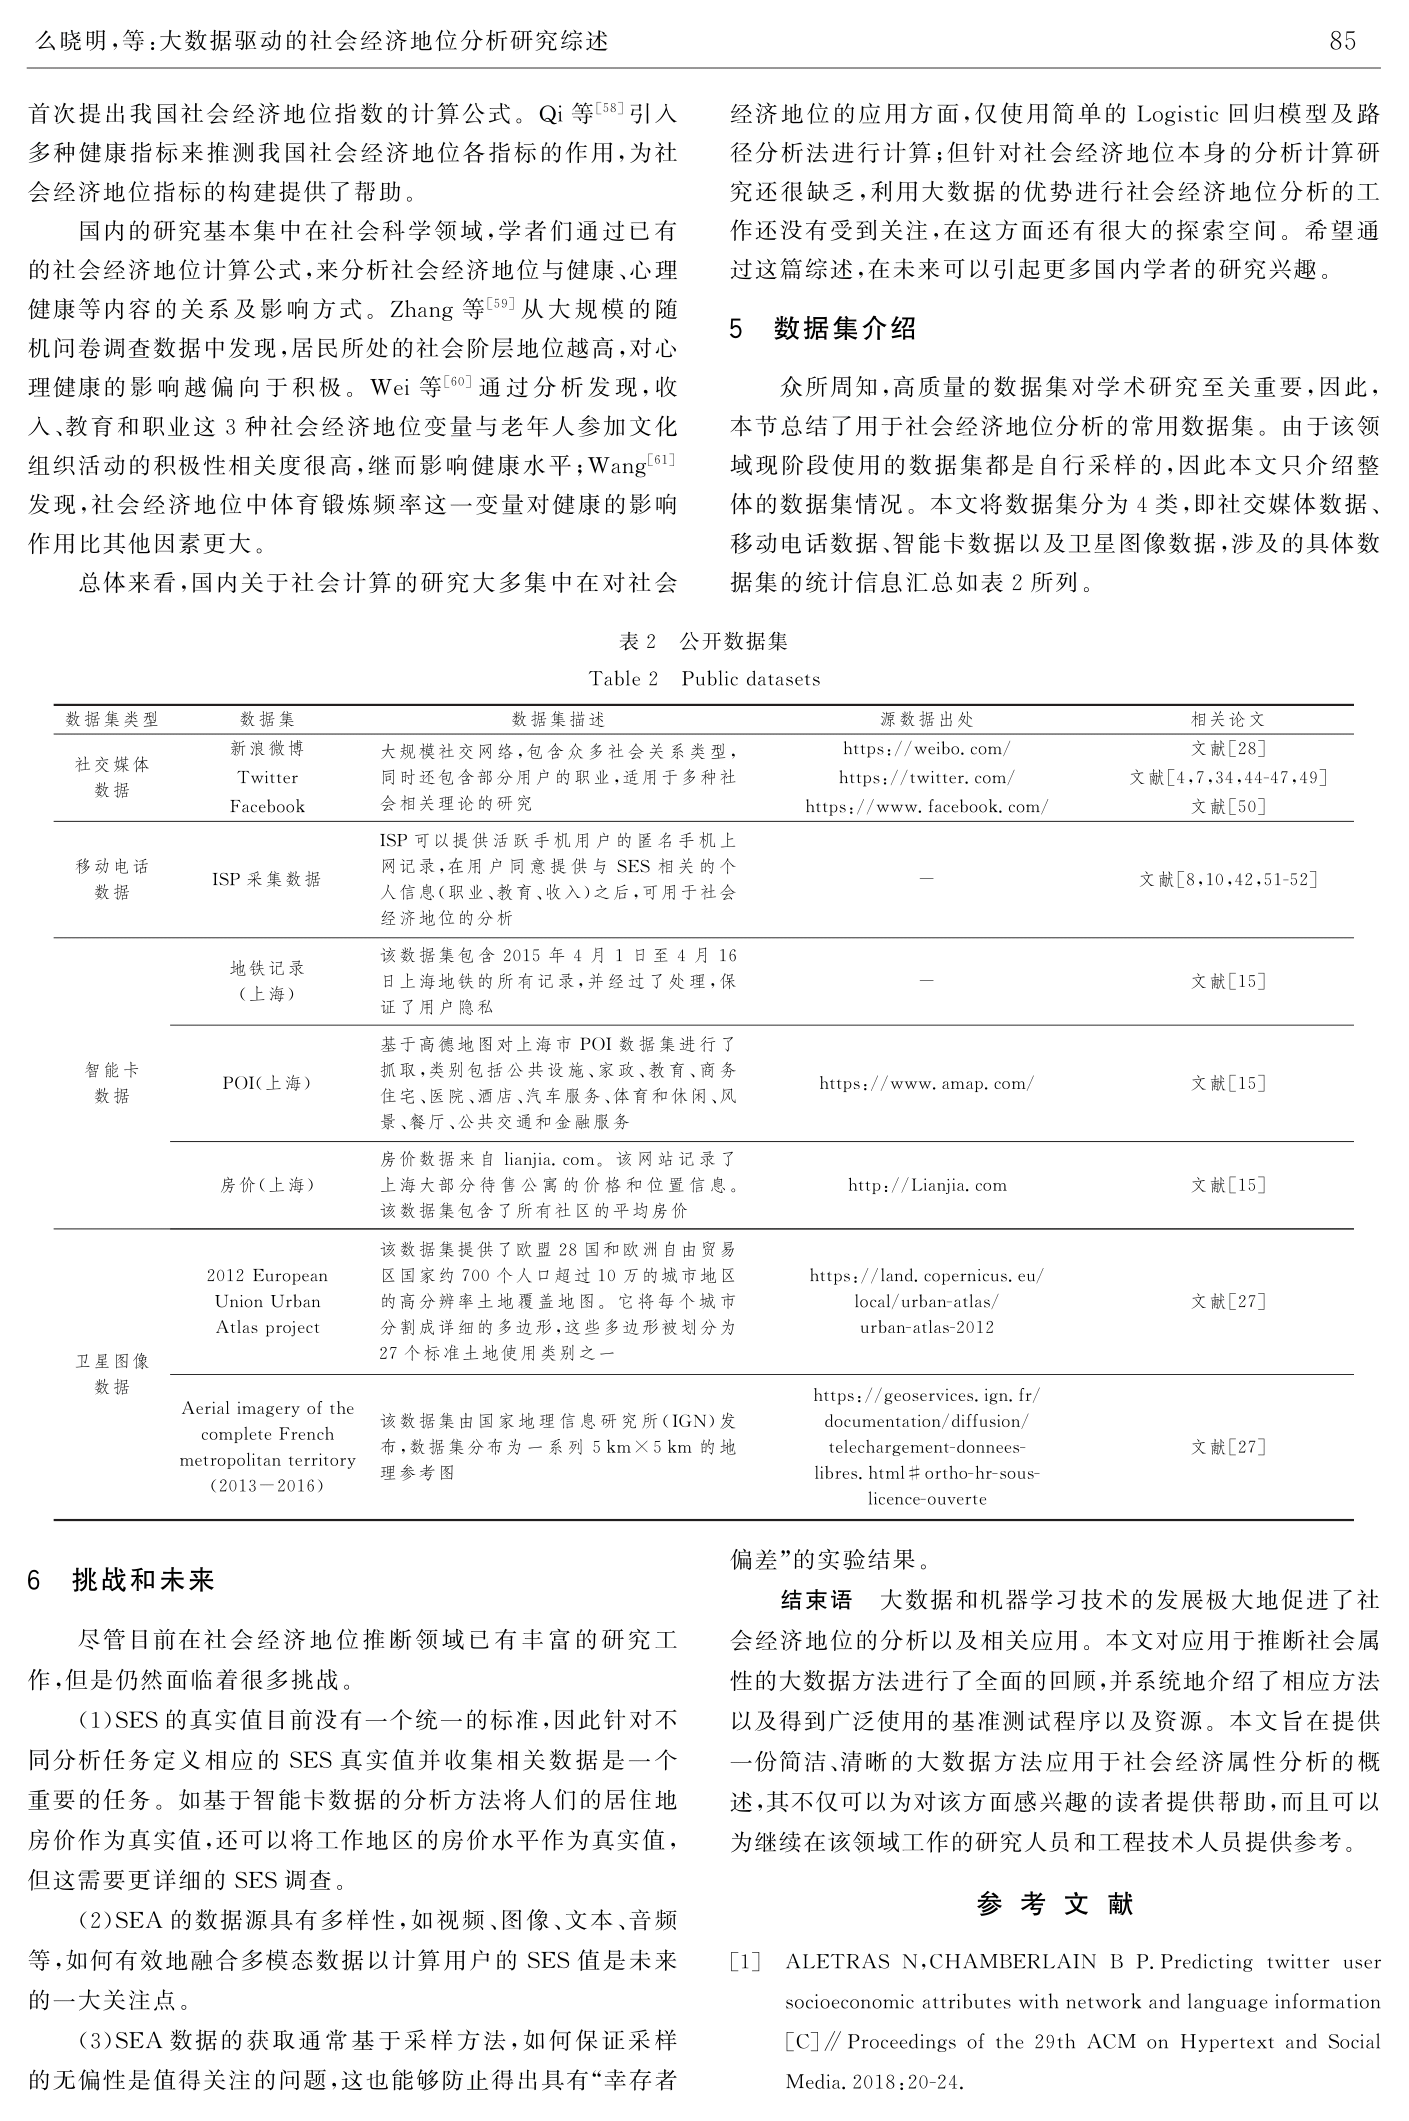 么晓明,等:大数据驱动的社会经济地位分析研究综述
85
首次提出我国社会经济地位指数的计算公式。Qi 等[58]引入
多种健康指标来推测我国社会经济地位各指标的作用,为社
会经济地位指标的构建提供了帮助。
国内的研究基本集中在社会科学领域,学者们通过已有
的社会经济地位计算公式,来分析社会经济地位与健康、心理
健康等内容的关系及影响方式。Zhang 等[59]从大规模的随
机问卷调查数据中发现,居民所处的社会阶层地位越高,对心
理健康的影响越偏向于积极。Wei 等[60]通过分析发现,收
入、教育和职业这 3 种社会经济地位变量与老年人参加文化
组织活动的积极性相关度很高,继而影响健康水平;Wang[61]
发现,社会经济地位中体育锻炼频率这一变量对健康的影响
作用比其他因素更大。
总体来看,国内关于社会计算的研究大多集中在对社会
经济地位的应用方面,仅使用简单的 Logistic 回归模型及路
径分析法进行计算;但针对社会经济地位本身的分析计算研
究还很缺乏,利用大数据的优势进行社会经济地位分析的工
作还没有受到关注,在这方面还有很大的探索空间。希望通
过这篇综述,在未来可以引起更多国内学者的研究兴趣。
5 数据集介绍
众所周知,高质量的数据集对学术研究至关重要,因此,
本节总结了用于社会经济地位分析的常用数据集。由于该领
域现阶段使用的数据集都是自行采样的,因此本文只介绍整
体的数据集情况。本文将数据集分为 4 类,即社交媒体数据、
移动电话数据、智能卡数据以及卫星图像数据,涉及的具体数
据集的统计信息汇总如表 2 所列。
表 2 公开数据集
Table 2 Public datasets
数据集类型 数据集 数据集描述 源数据出处 相关论文
社交媒体
数据
新浪微博
Twitter
Facebook
大规模社交网络,包含众多社会关系类型,
同时还包含部分用户的职业,适用于多种社
会相关理论的研究
https://weibo.com/
https://twitter.com/
https://www.facebook.com/
文献[28]
文献[4,7,34,44-47,49]
文献[50]
移动电话
数据
ISP 采集数据
ISP 可以提供活跃手机用户的匿名手机上
网记录,在用户同意提供与 SES 相关的个
人信息(职业、教育、收入)之后,可用于社会
经济地位的分析
—
文献[8,10,42,51-52]
智能卡
数据
地铁记录
(上海)
该数据集包含 2015 年 4 月 1 日至 4 月 16
日上海地铁的所有记录,并经过了处理,保
证了用户隐私
—
文献[15]
POI(上海)
基于高德地图对上海市 POI 数据集进行了
抓取,类别包括公共设施、家政、教育、商务
住宅、医院、酒店、汽车服务、体育和休闲、风
景、餐厅、公共交通和金融服务
https://www.amap.com/
文献[15]
房价(上海)
房价数据来自 lianjia.com。该网站记录了
上海大部分待售公寓的价格和位置信息。
该数据集包含了所有社区的平均房价
http://Lianjia.com
文献[15]
卫星图像
数据
2012 European
Union Urban
Atlas project
该数据集提供了欧盟 28 国和欧洲自由贸易
区国家约 700 个人口超过 10 万的城市地区
的高分辨率土地覆盖地图。它将每个城市
分割成详细的多边形,这些多边形被划分为
27 个标准土地使用类别之一
https://land.copernicus.eu/
local/urban-atlas/
urban-atlas-2012
文献[27]
Aerial imagery of the
complete French
metropolitan territory
(2013—2016)
该数据集由国家地理信息研究所(IGN)发
布,数据集分布为一系列 5 km×5 km 的地
理参考图
https://geoservices.ign.fr/
documentation/diffusion/
telechargement-donnees-
libres.html#ortho-hr-sous-
licence-ouverte
文献[27]
6 挑战和未来
尽管目前在社会经济地位推断领域已有丰富的研究工
作,但是仍然面临着很多挑战。
(1)SES 的真实值目前没有一个统一的标准,因此针对不
同分析任务定义相应的 SES 真实值并收集相关数据是一个
重要的任务。如基于智能卡数据的分析方法将人们的居住地
房价作为真实值,还可以将工作地区的房价水平作为真实值,
但这需要更详细的 SES 调查。
(2)SEA 的数据源具有多样性,如视频、图像、文本、音频
等,如何有效地融合多模态数据以计算用户的 SES 值是未来
的一大关注点。
(3)SEA 数据的获取通常基于采样方法,如何保证采样
的无偏性是值得关注的问题,这也能够防止得出具有“幸存者
偏差”的实验结果。
结束语 大数据和机器学习技术的发展极大地促进了社
会经济地位的分析以及相关应用。本文对应用于推断社会属
性的大数据方法进行了全面的回顾,并系统地介绍了相应方法
以及得到广泛使用的基准测试程序以及资源。本文旨在提供
一份简洁、清晰的大数据方法应用于社会经济属性分析的概
述,其不仅可以为对该方面感兴趣的读者提供帮助,而且可以
为继续在该领域工作的研究人员和工程技术人员提供参考。
参 考 文 献
[1] ALETRAS N,CHAMBERLAIN B P. Predicting twitter user
socioeconomic attributes with network and language information
[C]∥Proceedings of the 29th ACM on Hypertext and Social
Media. 2018:20-24.